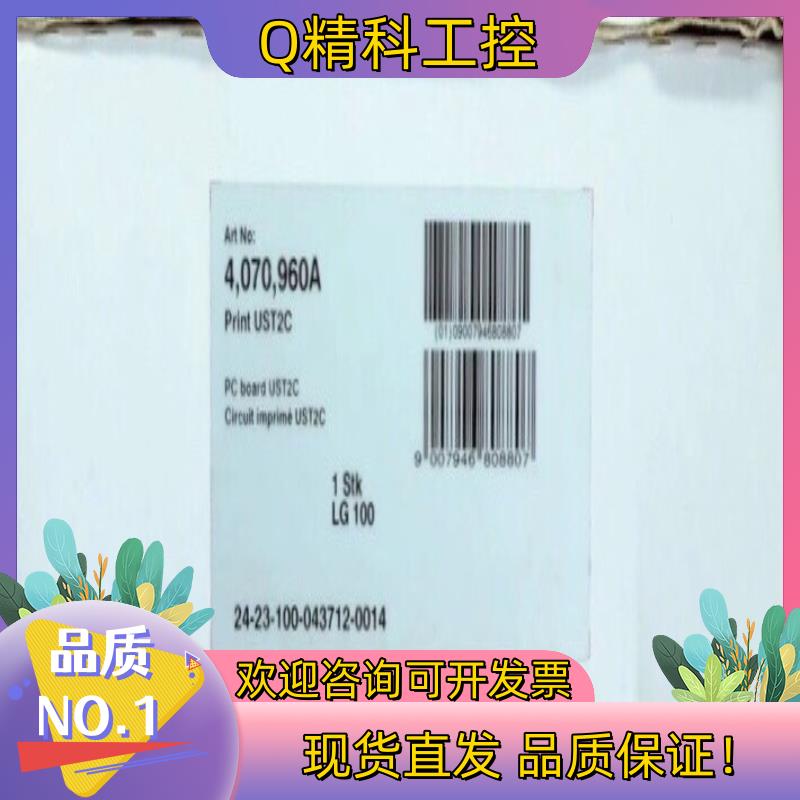 Q精科工控
Art No:
4,070,960A
Print UST2C
(01)09007946808807
PC board UST2C
Circuit imprimé UST2C
9 007946 808807
1 Stk
LG 100
24-23-100-043712-0014
品质
NO.1
欢迎咨询可开发票
现货直发 品质保证!